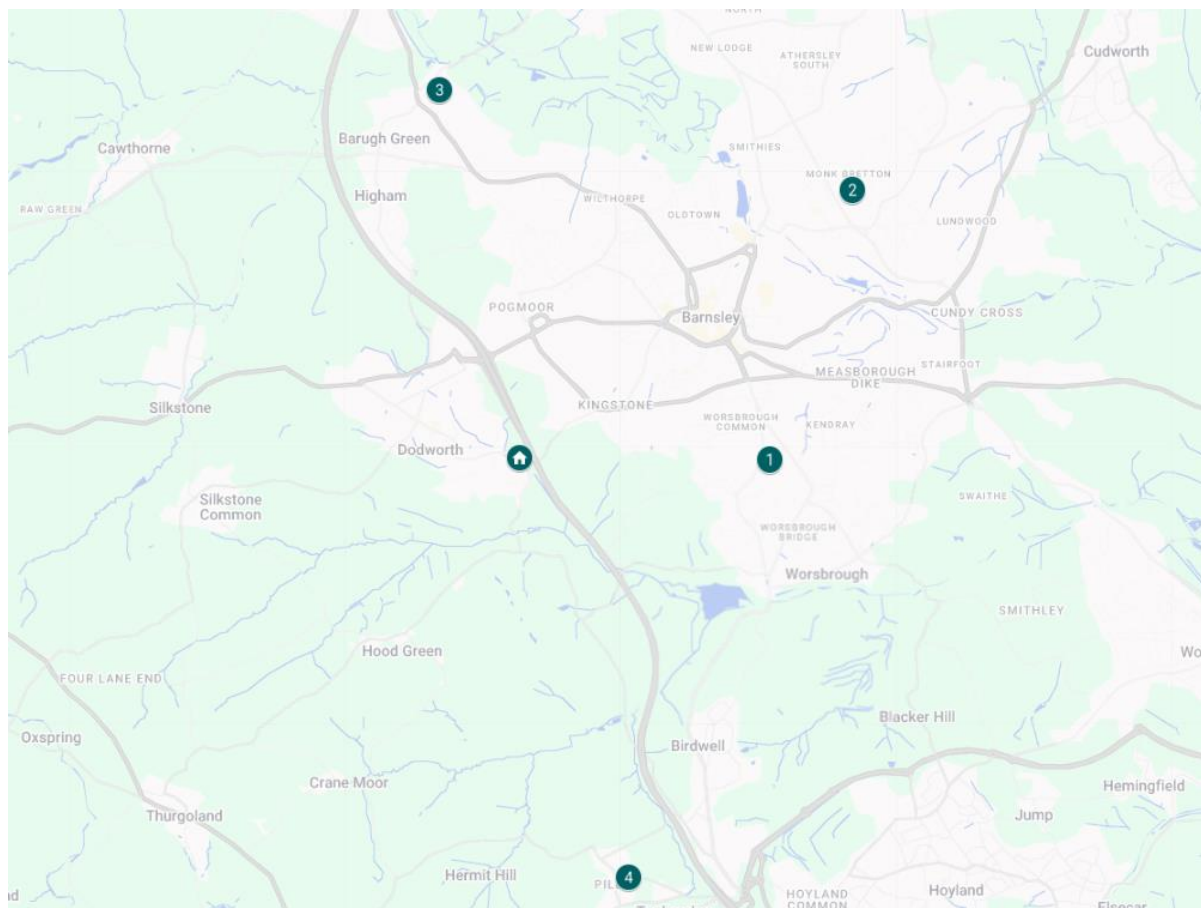 NEW LODGE
ATHERSLEY
SOUTH
Cudworth
3
Barugh Green
Cawthorne
SMITHIES
MONK BRETTON
2
Higham
WILTHORPE
RAW GREEN
OLDTOWN
LUNDWOOD
POGMOOR
Barnsley
CUNDY CROSS
STAIRFOOT
MEASBOROUGH
DIKE
Silkstone
KINGSTONE
WORSBROUGH
COMMON
KENDRAY
Dodworth
1
Silkstone
Common
SWAITHE
WORSBROUGH
BRIDGE
Worsbrough
SMITHLEY
Hood Green
Wo
FOUR LANE END
Blacker Hill
Oxspring
Birdwell
Crane Moor
Hemingfield
Thurgoland
Jump
Hermit Hill
4
HOYLAND
COMMON
Hoyland